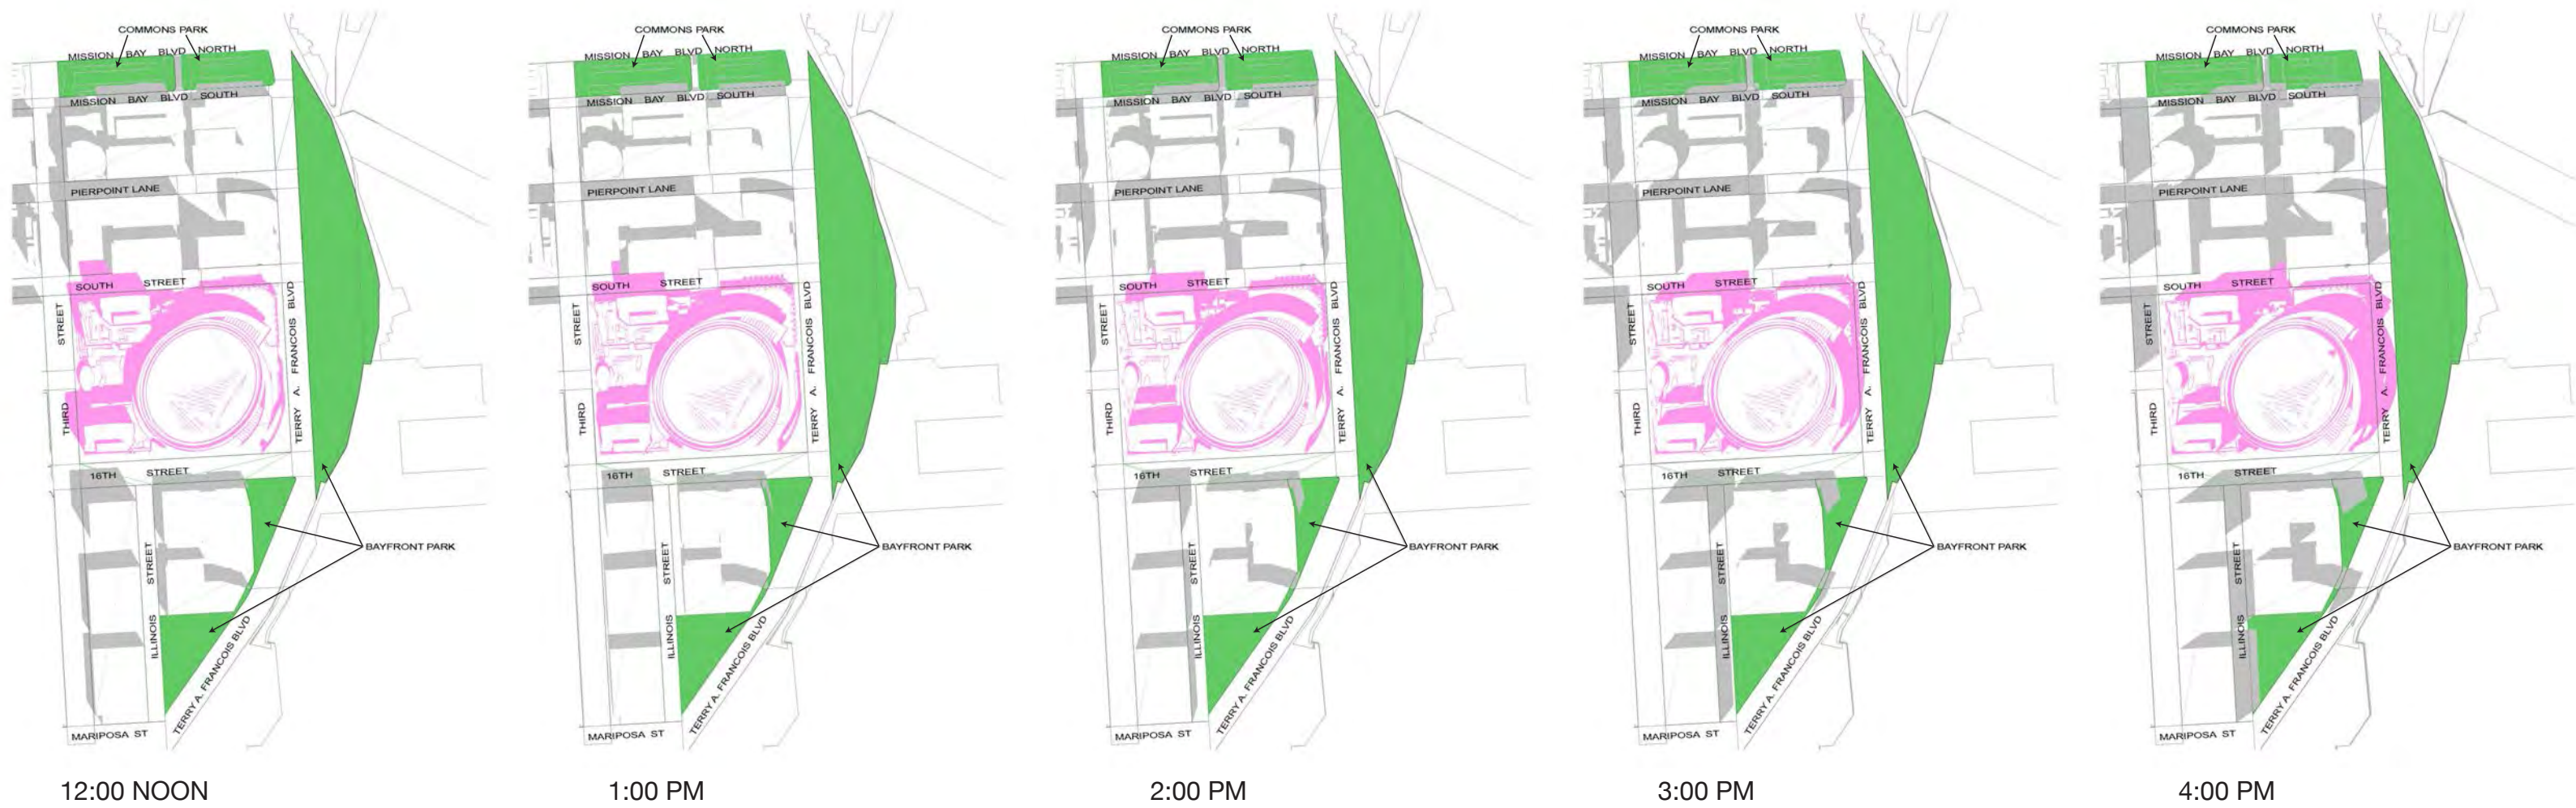 COMMONS PARK
MISSION BAY BLVD NORTH
MISSION BAY BLVD SOUTH
PIERPOINT LANE
SOUTH STREET
STREET
THIRD
TERRY A. FRANCOIS BLVD
16TH STREET
ILLINOIS STREET
BAYFRONT PARK
TERRY A. FRANCOIS BLVD
MARIPOSA ST
12:00 NOON
COMMONS PARK
MISSION BAY BLVD NORTH
MISSION BAY BLVD SOUTH
PIERPOINT LANE
SOUTH STREET
STREET
THIRD
TERRY A. FRANCOIS BLVD
16TH STREET
ILLINOIS STREET
BAYFRONT PARK
TERRY A. FRANCOIS BLVD
MARIPOSA ST
1:00 PM
COMMONS PARK
MISSION BAY BLVD NORTH
MISSION BAY BLVD SOUTH
PIERPOINT LANE
SOUTH STREET
STREET
THIRD
TERRY A. FRANCOIS BLVD
16TH STREET
ILLINOIS STREET
BAYFRONT PARK
TERRY A. FRANCOIS BLVD
MARIPOSA ST
2:00 PM
COMMONS PARK
MISSION BAY BLVD NORTH
MISSION BAY BLVD SOUTH
PIERPOINT LANE
SOUTH STREET
STREET
THIRD
TERRY A. FRANCOIS BLVD
16TH STREET
ILLINOIS STREET
BAYFRONT PARK
TERRY A. FRANCOIS BLVD
MARIPOSA ST
3:00 PM
COMMONS PARK
MISSION BAY BLVD NORTH
MISSION BAY BLVD SOUTH
PIERPOINT LANE
SOUTH STREET
STREET
THIRD
TERRY A. FRANCOIS BLVD
16TH STREET
ILLINOIS STREET
BAYFRONT PARK
TERRY A. FRANCOIS BLVD
MARIPOSA ST
4:00 PM